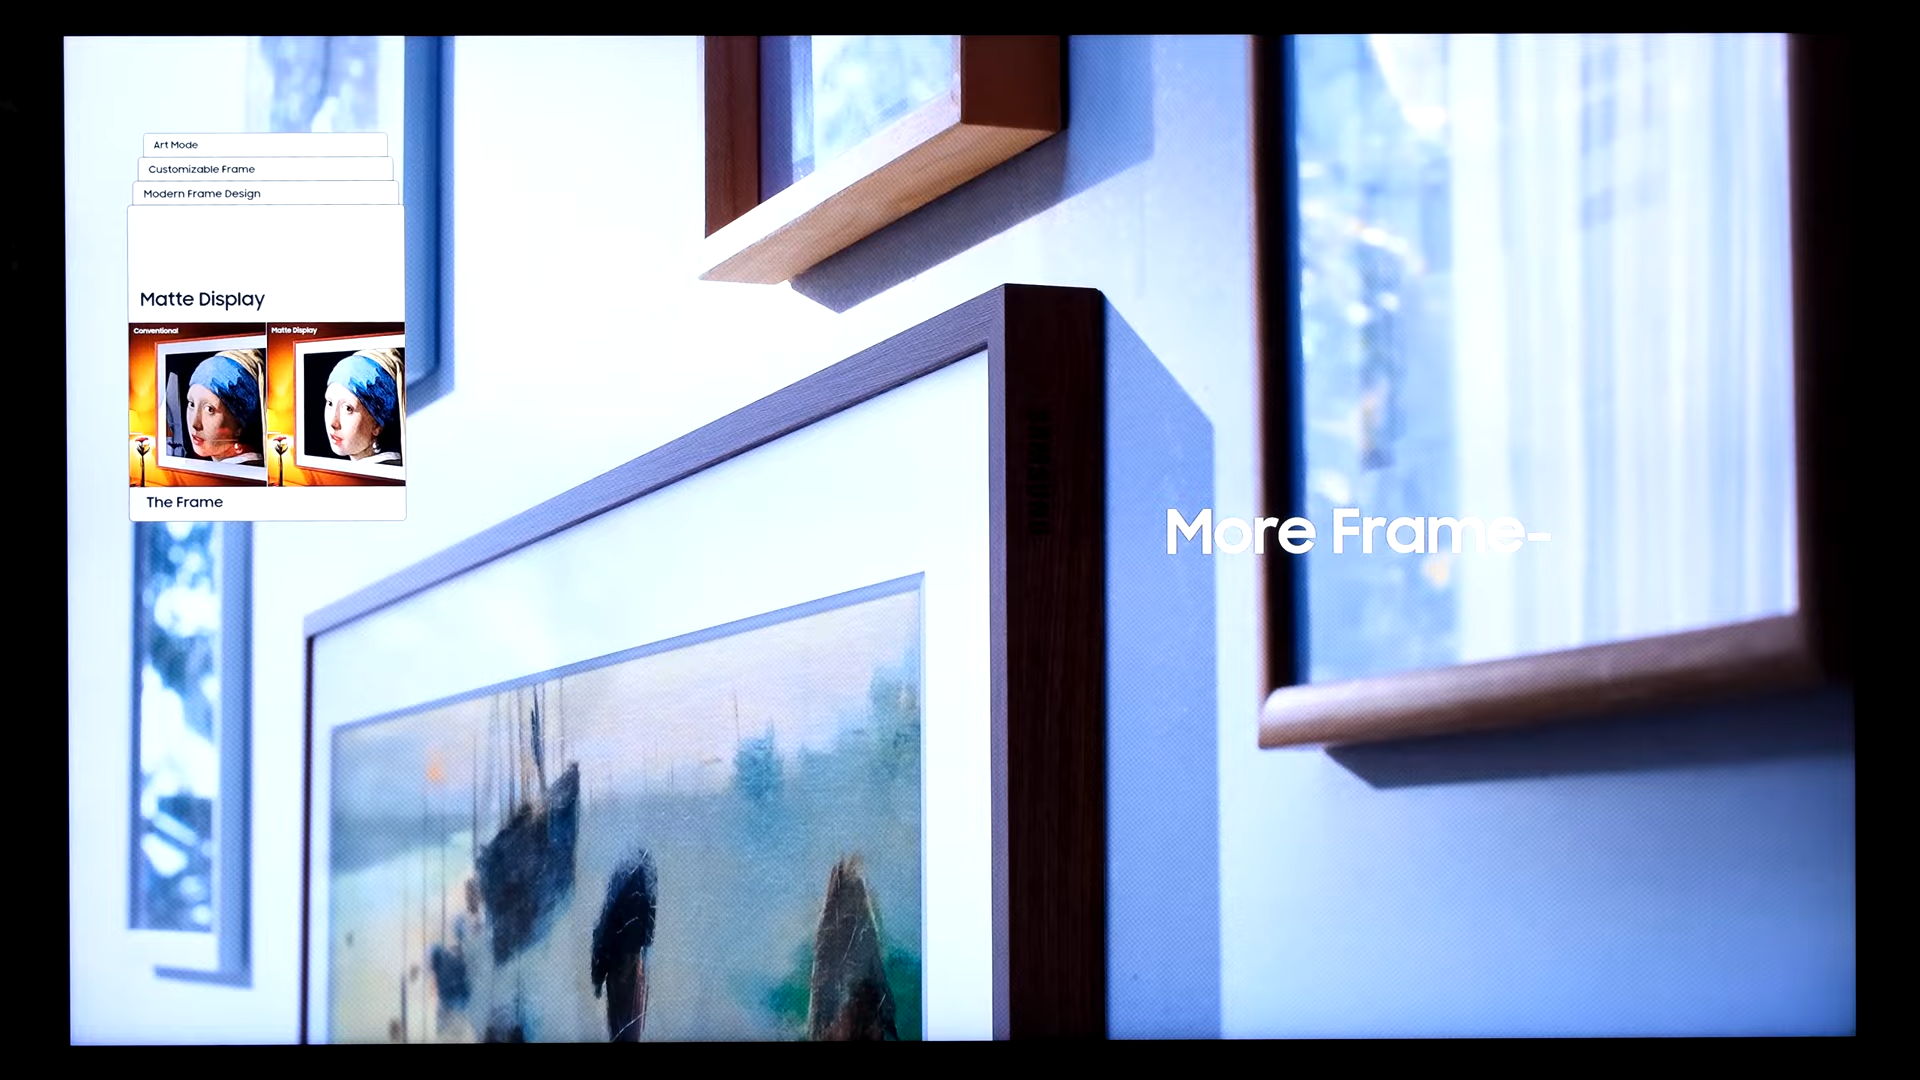 Art Mode
Customizable Frame
Modern Frame Design
Matte Display
Conventional
Matte Display
The Frame
More Frame-